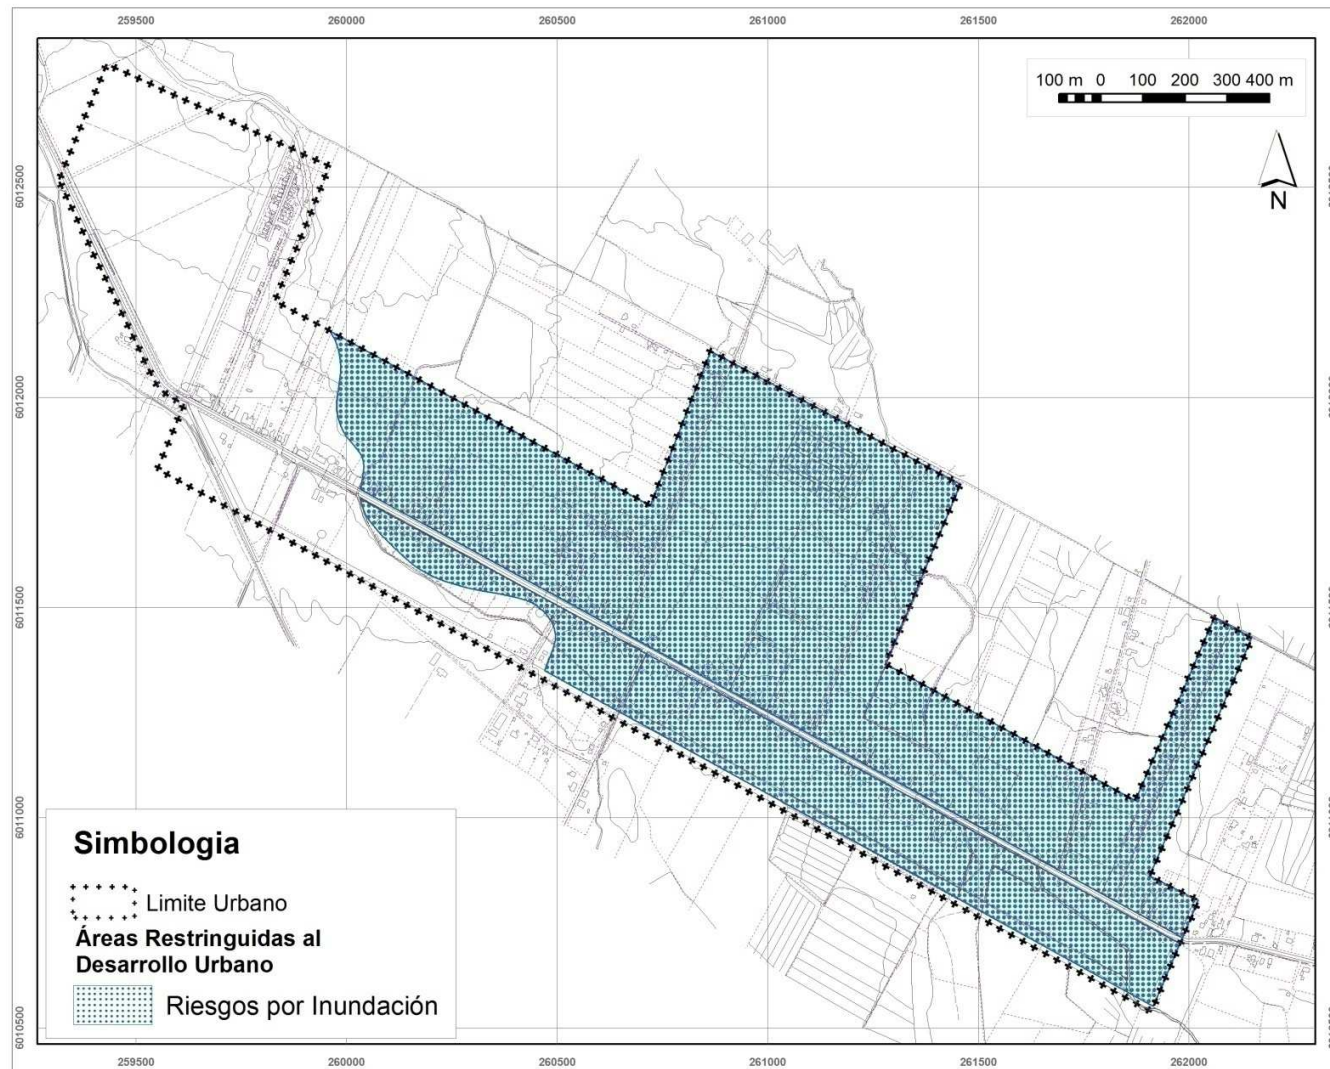 259500 260000 260500 261000 261500 262000
100 m 0 100 200 300 400 m
N
6012500
6012000
6011500
6011000
6010500
Simbologia
Limite Urbano
Áreas Restringuidas al
Desarrollo Urbano
Riesgos por Inundación
259500 260000 260500 261000 261500 262000